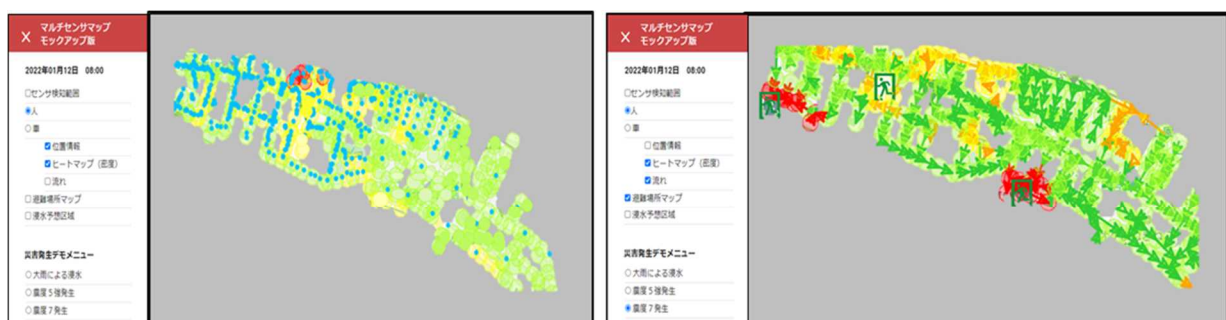 X マルチセンサマップ
モックアップ版
2022年01月12日 08:00
センサ検知範囲
人
車
位置情報
ヒートマップ（密度）
流れ
避難場所マップ
浸水予想区域
災害発生デモメニュー
大雨による浸水
震度5強発生
震度7発生
X マルチセンサマップ
モックアップ版
2022年01月12日 08:00
センサ検知範囲
人
車
位置情報
ヒートマップ（密度）
流れ
避難場所マップ
浸水予想区域
災害発生デモメニュー
大雨による浸水
震度5強発生
震度7発生